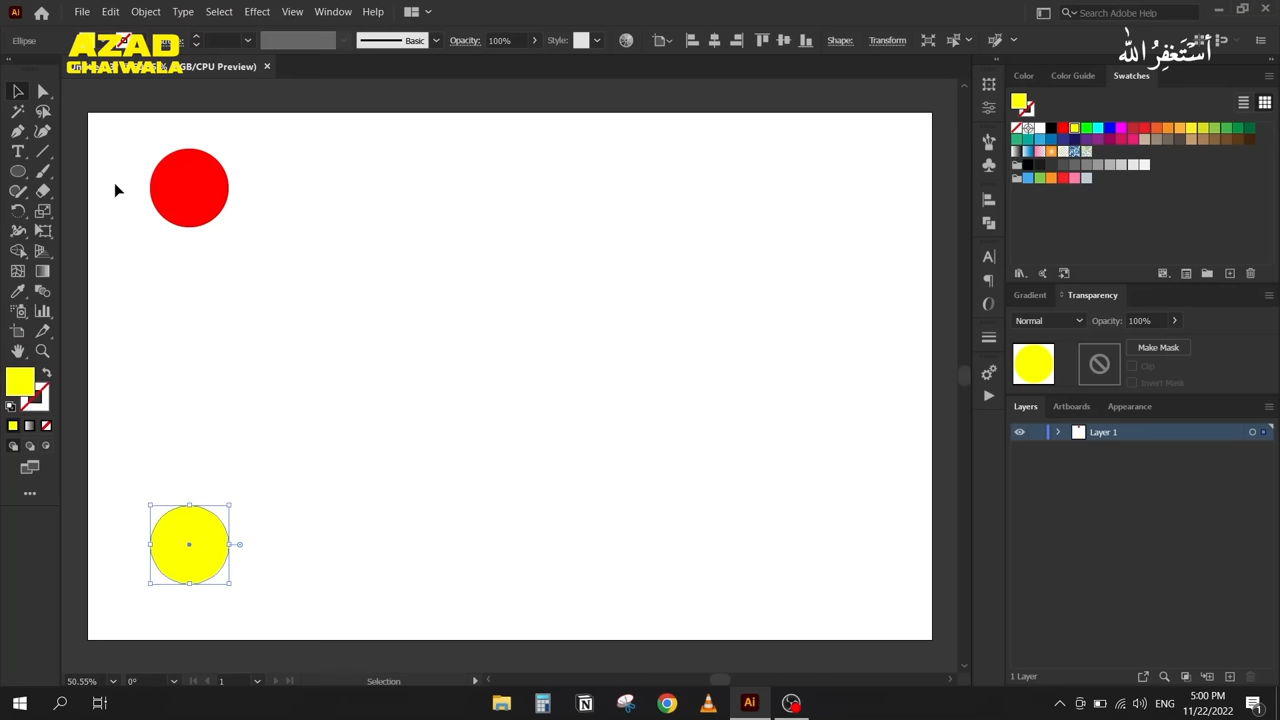 Ai File Edit Object Type Select Effect View Window Help Search Adobe Help
Ellipse Basic Opacity: 100% Style: Shape: Transform
AZAD
CHAIWALA
أستغفر الله
GB/CPU Preview) ×
Color Color Guide Swatches
Gradient Transparency
Normal Opacity: 100%
Make Mask
Clip
Invert Mask
Layers Artboards Appearance
Layer 1
50.55% 0° 1 Selection
1 Layer
Ai ENG 5:00 PM
11/22/2022